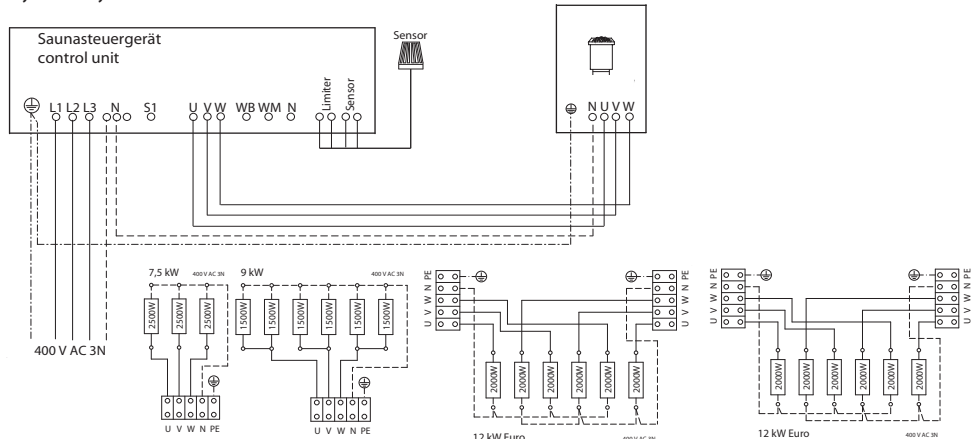 Saunasteuergerät
control unit
Sensor
L1 L2 L3 N S1 U V W WB WM N Limiter Sensor
N U V W
400 V AC 3N
7,5 kW 400 V AC 3N
2500W 2500W 2500W
U V W N PE
9 kW 400 V AC 3N
1500W 1500W 1500W 1500W 1500W 1500W
U V W N PE
U V W N PE
U V W N PE
2000W 2000W 2000W 2000W 2000W 2000W
12 kW Euro 400 V AC 3N
U V W N PE
U V W N PE
2000W 2000W 2000W 2000W 2000W 2000W
12 kW Euro 400 V AC 3N